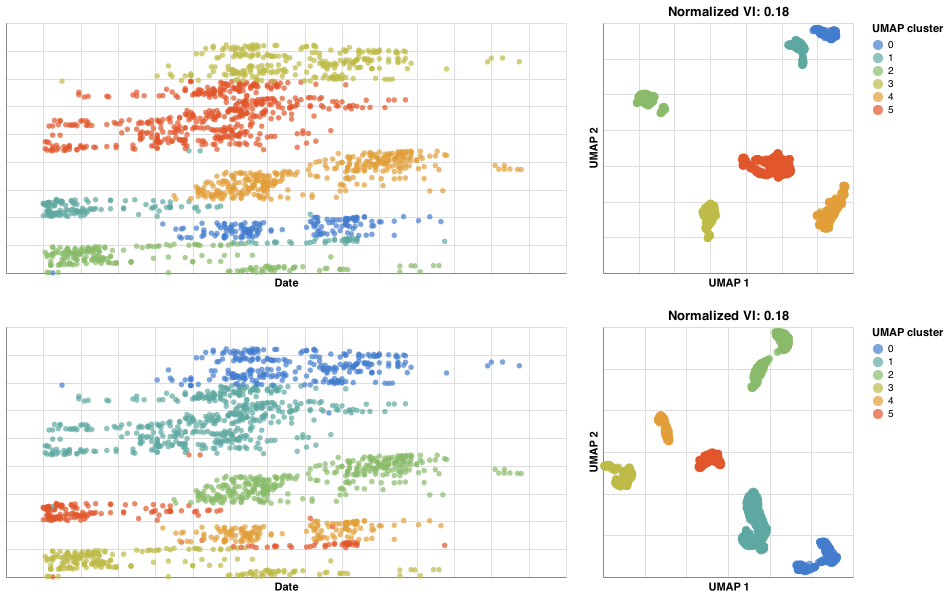 Normalized VI: 0.18
UMAP cluster
0
1
2
3
4
5
UMAP 2
Date
UMAP 1
Normalized VI: 0.18
UMAP cluster
0
1
2
3
4
5
UMAP 2
Date
UMAP 1